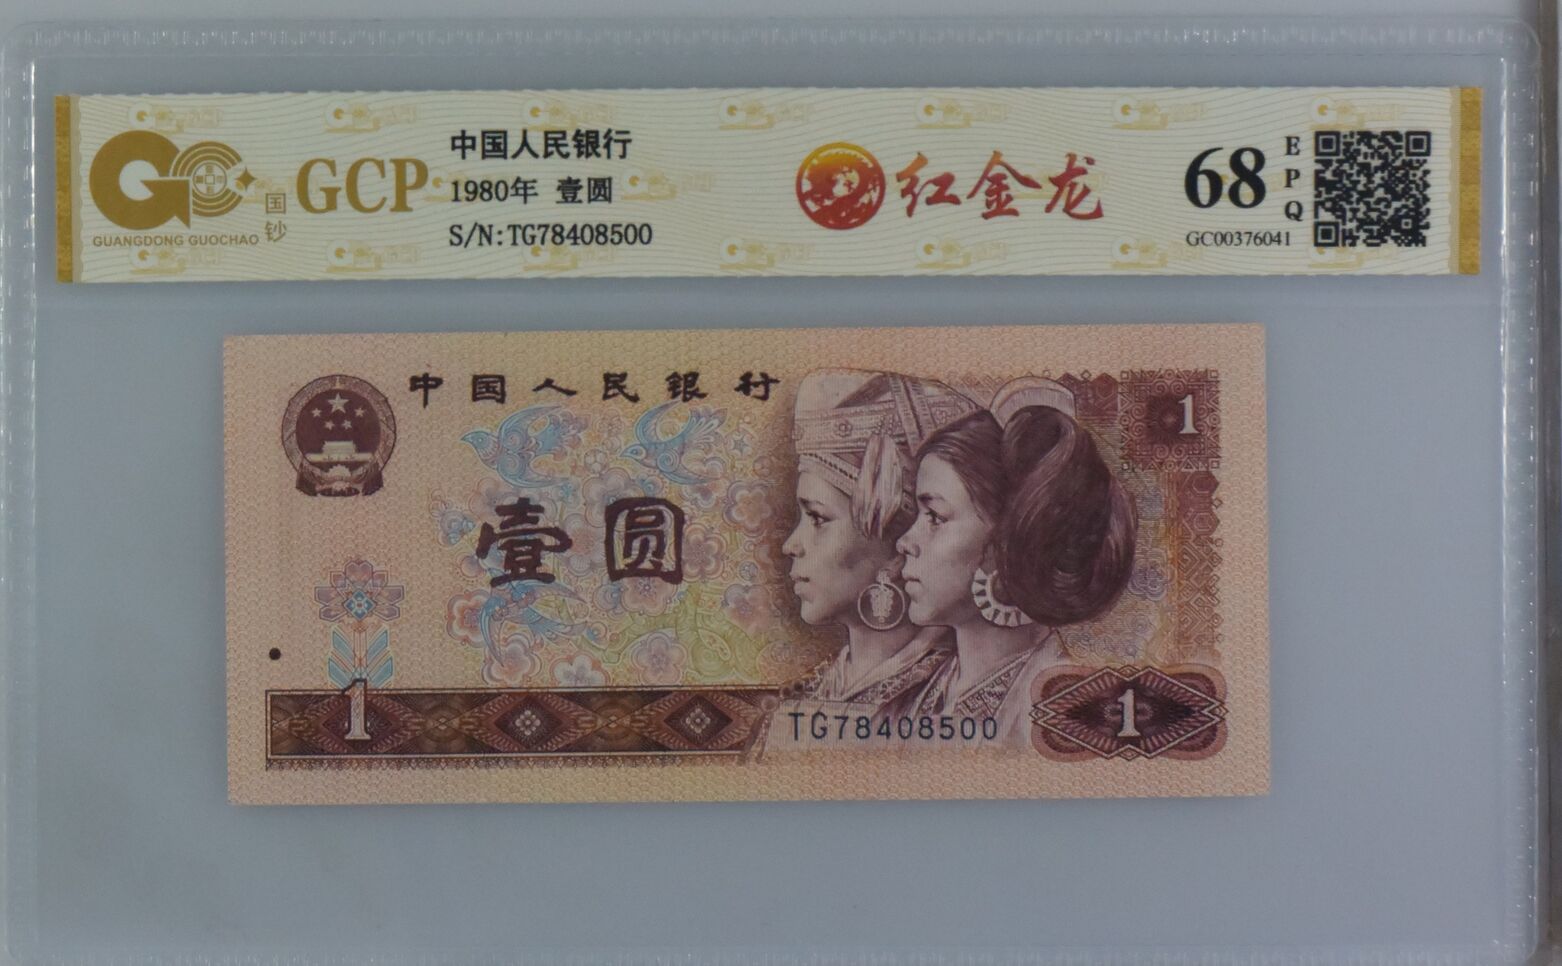 GUANGDONG GUOCHAO
国钞
GCP
中国人民银行
1980年 壹圆
S/N:TG78408500
红金龙
68
EPQ
GC00376041
中国人民银行
1
壹圆
1
TG78408500
1